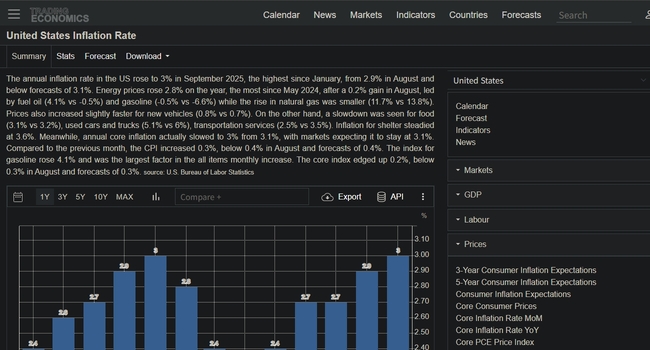 TRADING
ECONOMICS
Calendar News Markets Indicators Countries Forecasts Search
United States Inflation Rate
Summary Stats Forecast Download
The annual inflation rate in the US rose to 3% in September 2025, the highest since January, from 2.9% in August and
below forecasts of 3.1%. Energy prices rose 2.8% on the year, the most since May 2024, after a 0.2% gain in August, led
by fuel oil (4.1% vs -0.5%) and gasoline (-0.5% vs -6.6%) while the rise in natural gas was smaller (11.7% vs 13.8%).
Prices also increased slightly faster for new vehicles (0.8% vs 0.7%). On the other hand, a slowdown was seen for food
(3.1% vs 3.2%), used cars and trucks (5.1% vs 6%), transportation services (2.5% vs 3.5%). Inflation for shelter steadied
at 3.6%. Meanwhile, annual core inflation actually slowed to 3% from 3.1%, with markets expecting it to stay at 3.1%.
Compared to the previous month, the CPI increased 0.3%, below 0.4% in August and forecasts of 0.4%. The index for
gasoline rose 4.1% and was the largest factor in the all items monthly increase. The core index edged up 0.2%, below
0.3% in August and forecasts of 0.3%. source: U.S. Bureau of Labor Statistics
1Y 3Y 5Y 10Y MAX Compare + Export API
%
3.10
3.00
2.90
2.80
2.70
2.60
2.50
2.40
2.4 2.6 2.7 2.9 3 2.8 2.4 2.4 2.7 2.7 2.9 3
United States
Calendar
Forecast
Indicators
News
Markets
GDP
Labour
Prices
3-Year Consumer Inflation Expectations
5-Year Consumer Inflation Expectations
Consumer Inflation Expectations
Core Consumer Prices
Core Inflation Rate MoM
Core Inflation Rate YoY
Core PCE Price Index